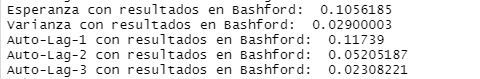 Esperanza con resultados en Bashford:  0.1056185
Varianza con resultados en Bashford:  0.02900003
Auto-Lag-1 con resultados en Bashford:  0.11739
Auto-Lag-2 con resultados en Bashford:  0.05205187
Auto-Lag-3 con resultados en Bashford:  0.02308221